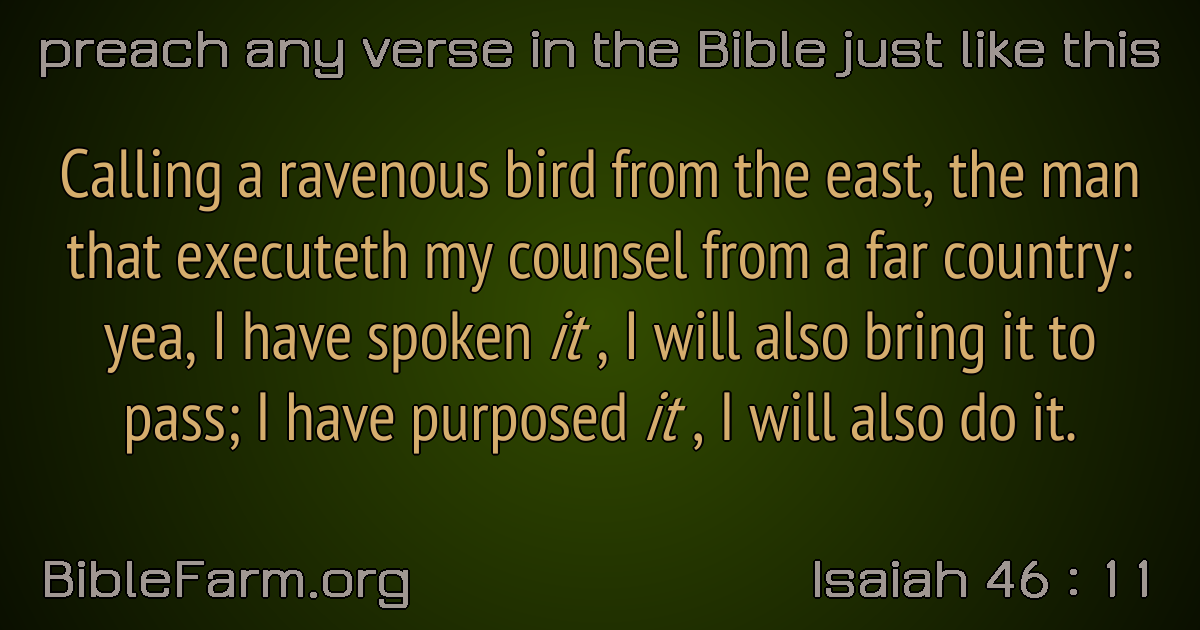 preach any verse in the Bible just like this
Calling a ravenous bird from the east, the man
that executeth my counsel from a far country:
yea, I have spoken it , I will also bring it to
pass; I have purposed it , I will also do it.
BibleFarm.org
Isaiah 46 : 11